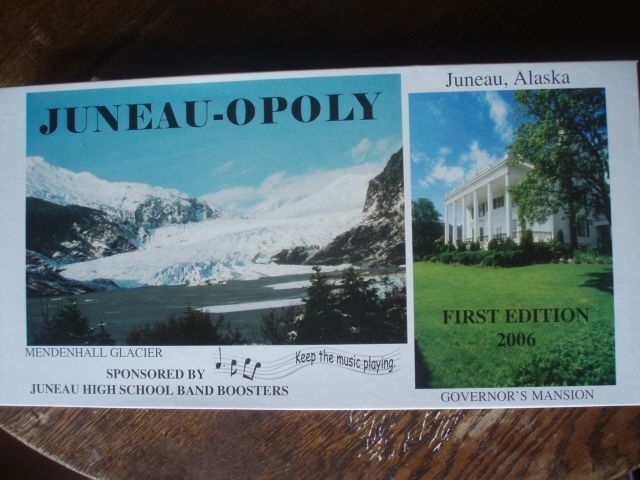 JUNEAU-OPOLY
MENDENHALL GLACIER
SPONSORED BY
JUNEAU HIGH SCHOOL BAND BOOSTERS
Keep the music playing.
Juneau, Alaska
FIRST EDITION
2006
GOVERNOR'S MANSION